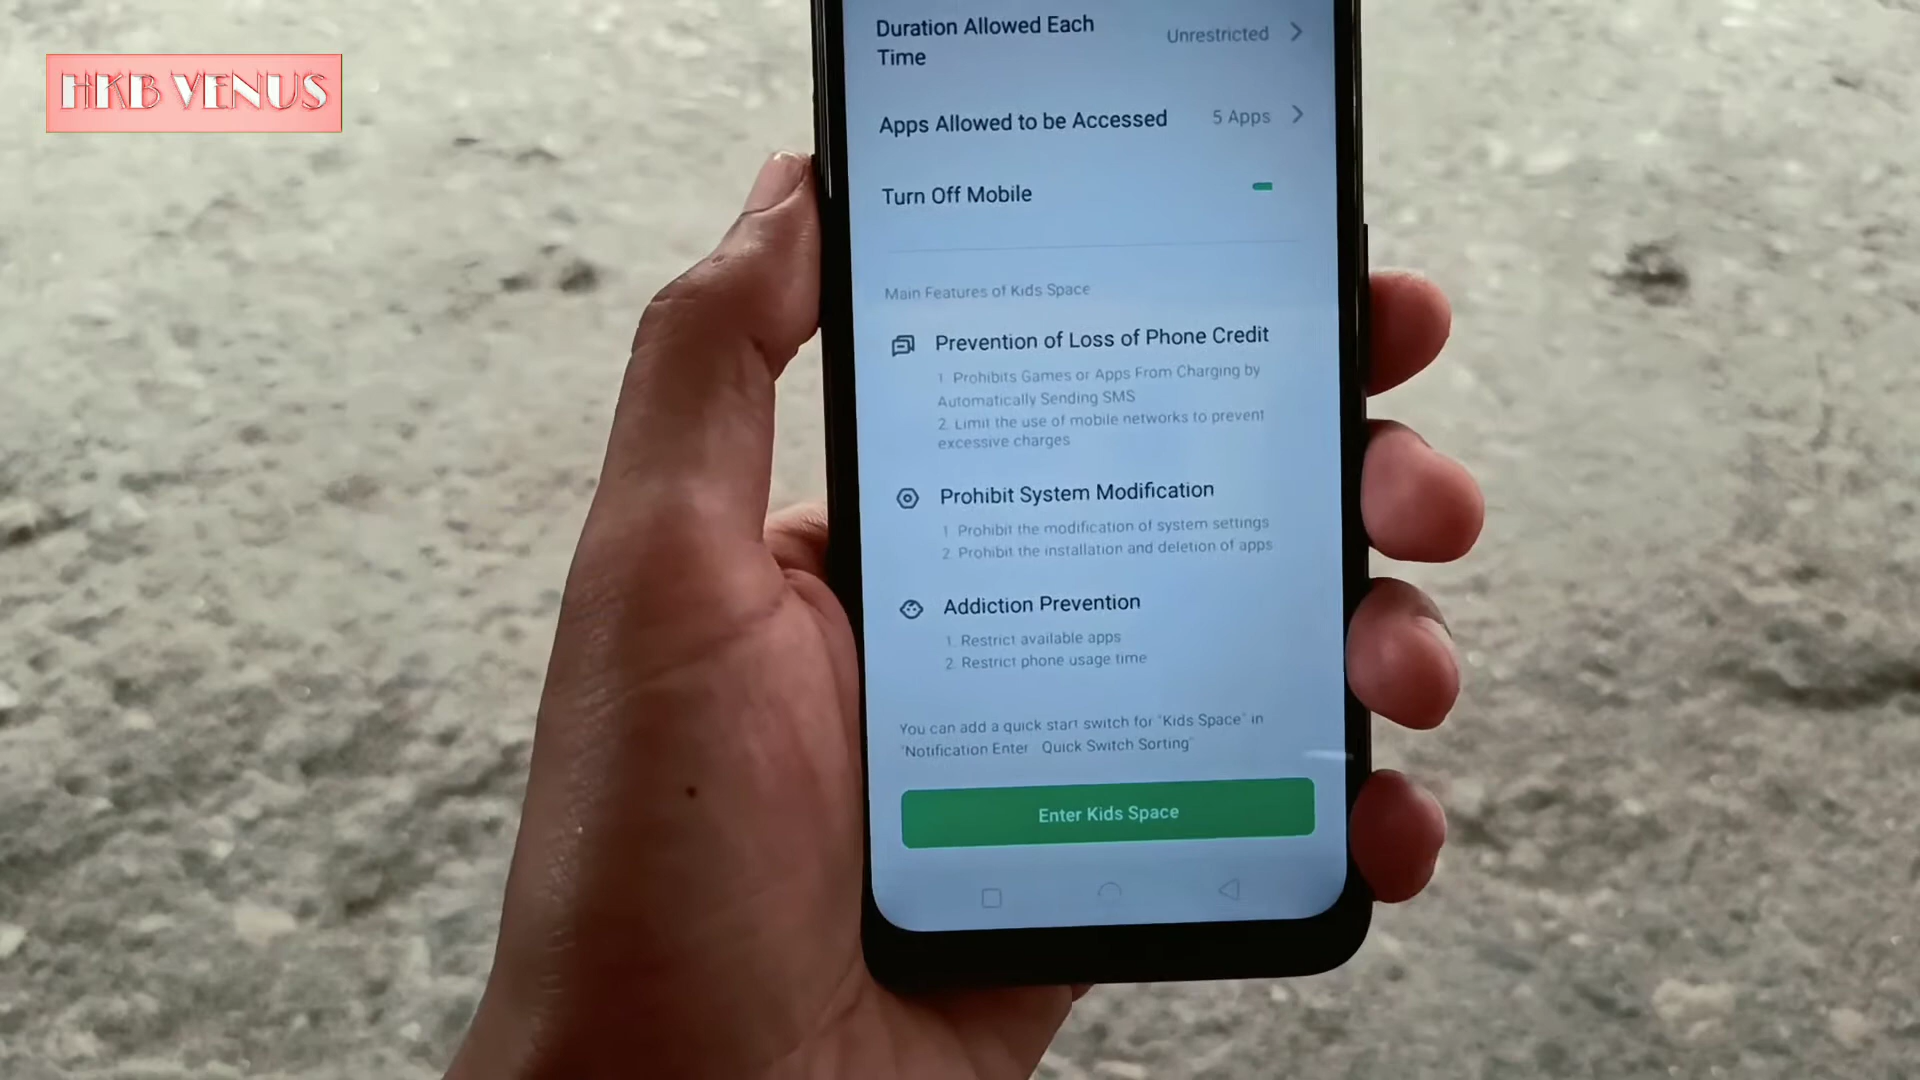 HKB VENUS
Duration Allowed Each
Time
Unrestricted
Apps Allowed to be Accessed
5 Apps
Turn Off Mobile
Main Features of Kids Space
Prevention of Loss of Phone Credit
1. Prohibits Games or Apps From Charging by
Automatically Sending SMS
2. Limit the use of mobile networks to prevent
excessive charges
Prohibit System Modification
1. Prohibit the modification of system settings
2. Prohibit the installation and deletion of apps
Addiction Prevention
1. Restrict available apps
2. Restrict phone usage time
You can add a quick start switch for "Kids Space" in
"Notification Enter Quick Switch Sorting"
Enter Kids Space